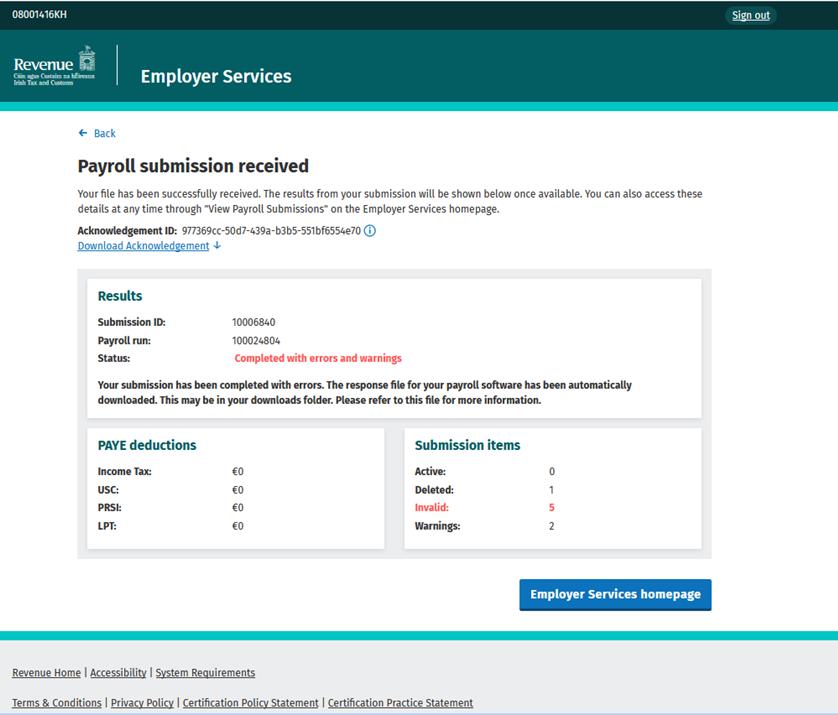 08001416KH
Sign out
Revenue
Cáin agus Custaim na hÉireann
Irish Tax and Customs
Employer Services
← Back
Payroll submission received
Your file has been successfully received. The results from your submission will be shown below once available. You can also access these
details at any time through "View Payroll Submissions" on the Employer Services homepage.
Acknowledgement ID: 977369cc-50d7-439a-b3b5-551bf6554e70
Download Acknowledgement ↓
Results
Submission ID: 10006840
Payroll run: 100024804
Status: Completed with errors and warnings
Your submission has been completed with errors. The response file for your payroll software has been automatically
downloaded. This may be in your downloads folder. Please refer to this file for more information.
PAYE deductions
Income Tax: €0
USC: €0
PRSI: €0
LPT: €0
Submission items
Active: 0
Deleted: 1
Invalid: 5
Warnings: 2
Employer Services homepage
Revenue Home | Accessibility | System Requirements
Terms & Conditions | Privacy Policy | Certification Policy Statement | Certification Practice Statement